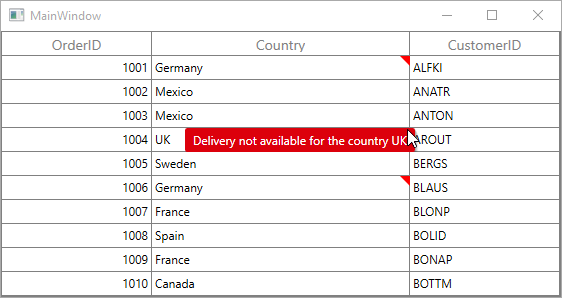 MainWindow
OrderID Country CustomerID
1001 Germany ALFKI
1002 Mexico ANATR
1003 Mexico ANTON
1004 UK Delivery not available for the country UK AROUT
1005 Sweden BERGS
1006 Germany BLAUS
1007 France BLONP
1008 Spain BOLID
1009 France BONAP
1010 Canada BOTTM